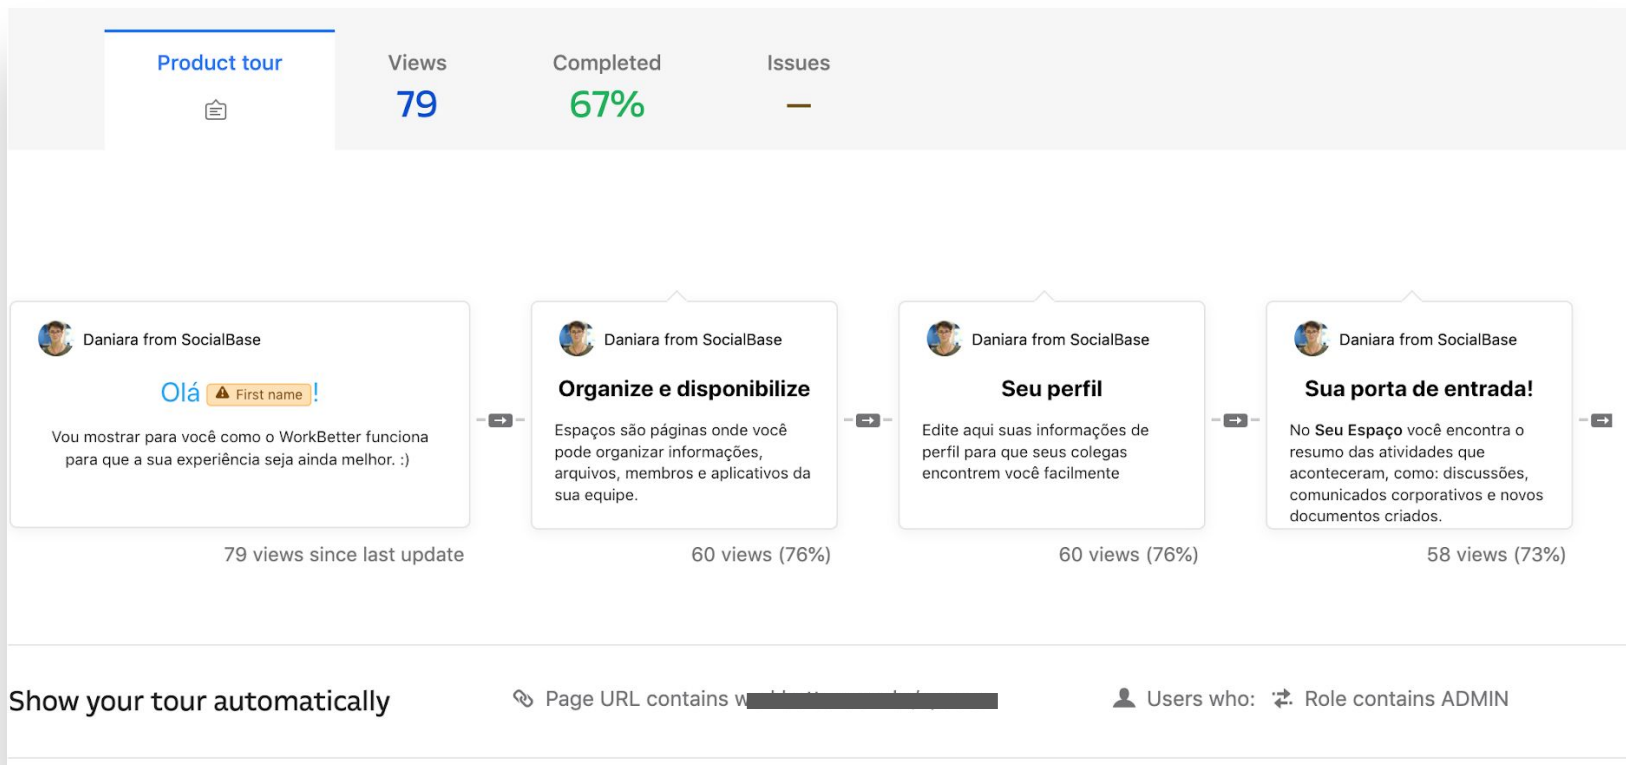 Product tour
Views
79
Completed
67%
Issues
–
Daniara from SocialBase
Olá First name !
Vou mostrar para você como o WorkBetter funciona
para que a sua experiência seja ainda melhor. :)
79 views since last update
Daniara from SocialBase
Organize e disponibilize
Espaços são páginas onde você
pode organizar informações,
arquivos, membros e aplicativos da
sua equipe.
60 views (76%)
Daniara from SocialBase
Seu perfil
Edite aqui suas informações de
perfil para que seus colegas
encontrem você facilmente
60 views (76%)
Daniara from SocialBase
Sua porta de entrada!
No Seu Espaço você encontra o
resumo das atividades que
aconteceram, como: discussões,
comunicados corporativos e novos
documentos criados.
58 views (73%)
Show your tour automatically
Page URL contains
Users who: Role contains ADMIN